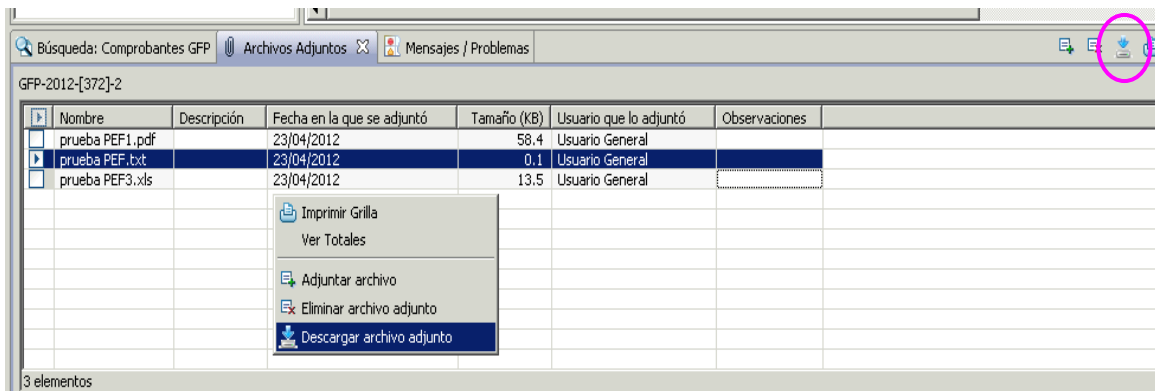 Búsqueda: Comprobantes GFP Archivos Adjuntos Mensajes / Problemas
GFP-2012-[372]-2
Nombre Descripción Fecha en la que se adjuntó Tamaño (KB) Usuario que lo adjuntó Observaciones
prueba PEF1.pdf 23/04/2012 58.4 Usuario General
prueba PEF.txt 23/04/2012 0.1 Usuario General
prueba PEF3.xls 23/04/2012 13.5 Usuario General
Imprimir Grilla
Ver Totales
Adjuntar archivo
Eliminar archivo adjunto
Descargar archivo adjunto
3 elementos